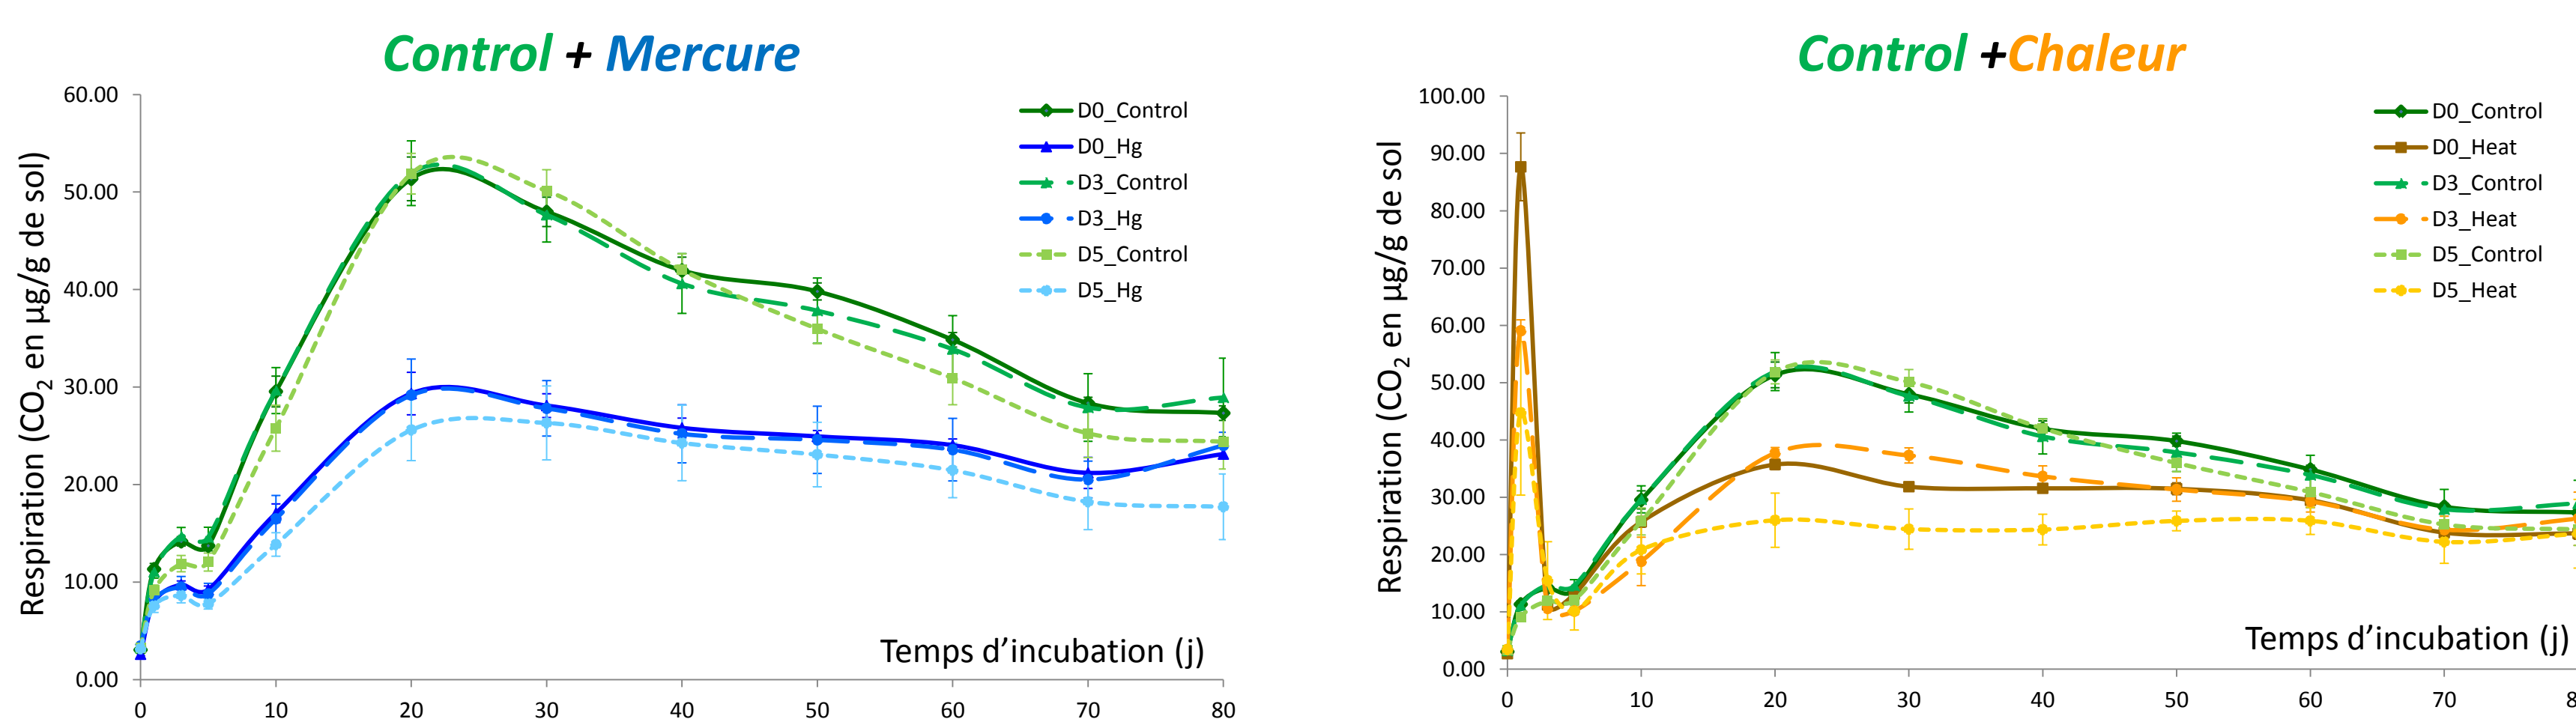 Control + Mercure
Respiration (CO2 en µg/g de sol)
60.00
50.00
40.00
30.00
20.00
10.00
0.00
D0_Control
D0_Hg
D3_Control
D3_Hg
D5_Control
D5_Hg
Temps d’incubation (j)
0 10 20 30 40 50 60 70 80
Control +Chaleur
Respiration (CO2 en µg/g de sol
100.00
90.00
80.00
70.00
60.00
50.00
40.00
30.00
20.00
10.00
0.00
D0_Control
D0_Heat
D3_Control
D3_Heat
D5_Control
D5_Heat
Temps d’incubation (j)
0 10 20 30 40 50 60 70